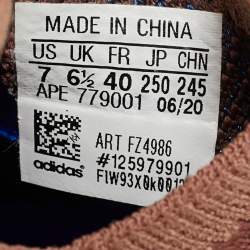 MADE IN CHINA
US UK FR JP CHN
7 6½ 40 250 245
APE 779001 06/20
ART FZ4986
#125979901
adidas